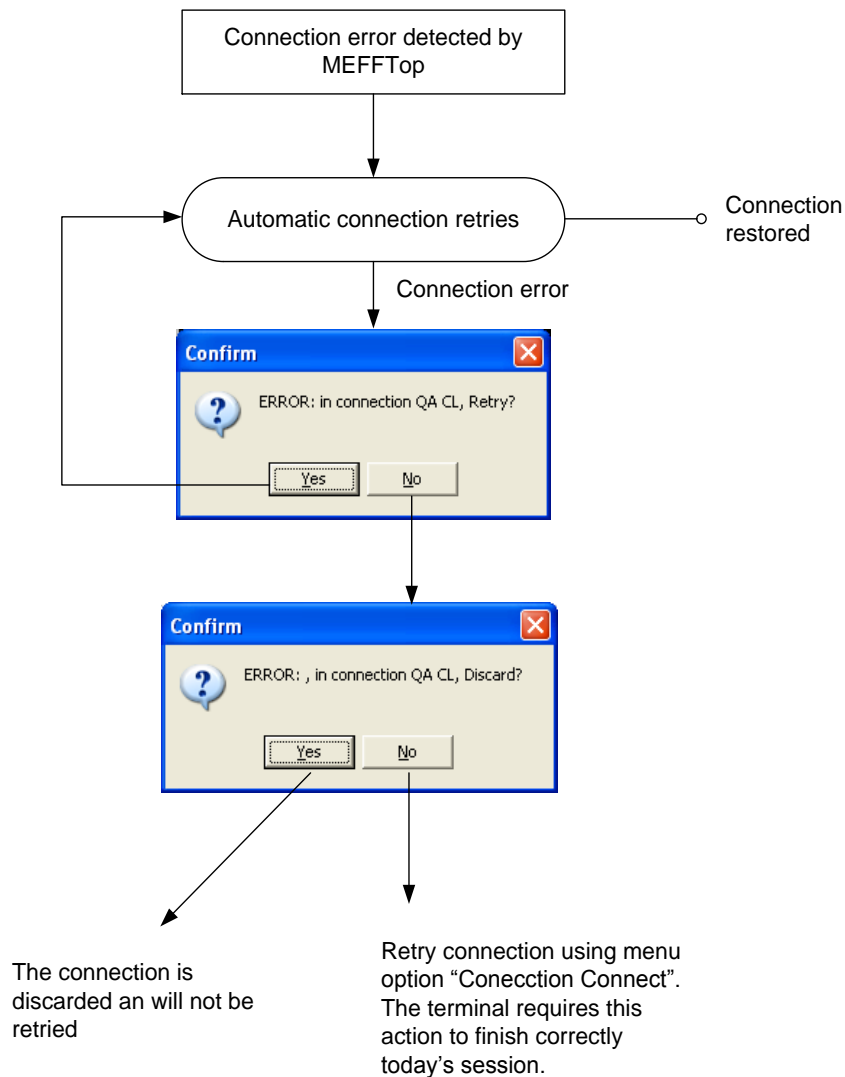 Connection error detected by
MEFFTop
Automatic connection retries
Connection
restored
Connection error
Confirm
ERROR: in connection QA CL, Retry?
Yes
No
Confirm
ERROR: , in connection QA CL, Discard?
Yes
No
The connection is
discarded an will not be
retried
Retry connection using menu
option “Conecction Connect”.
The terminal requires this
action to finish correctly
today’s session.